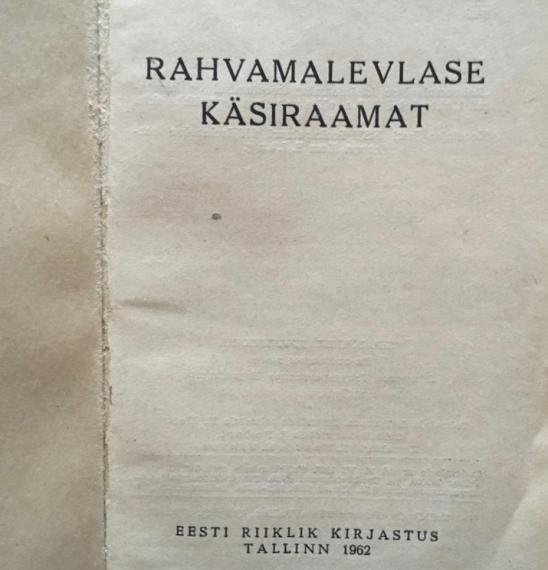 RAHVAMALEVLASE
KÄSIRAAMAT
EESTI RIIKLIK KIRJASTUS
TALLINN 1962